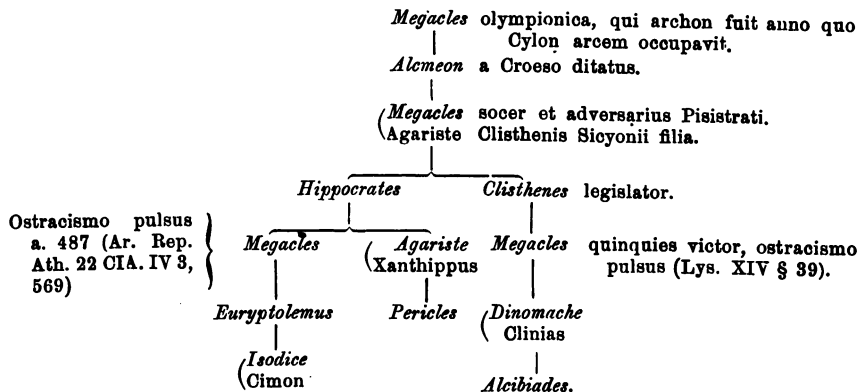 Megacles olympionica, qui archon fuit anno quo
Cylon arcem occupavit.
Alcmeon a Croeso ditatus.
(Megacles socer et adversarius Pisistrati.
Agariste Clisthenis Sicyonii filia.
Hippocrates Clisthenes legislator.
Ostracismo pulsus
a. 487 (Ar. Rep.
Ath. 22 CIA. IV 3,
569)
Megacles (Agariste Megacles quinquies victor, ostracismo
Xanthippus pulsus (Lys. XIV § 39).
Euryptolemus Pericles (Dinomache
Clinias
(Isodice
Cimon Alcibiades.